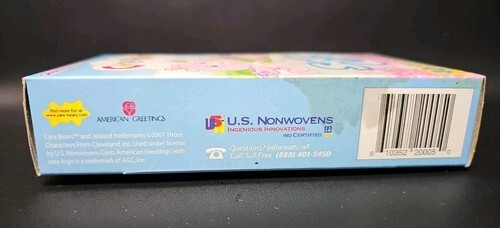 Find more fun at
www.care-bears.com
AMERICAN GREETINGS
Care Bears™ and related trademarks ©2007 Those
Characters From Cleveland, Inc. Used under license
by U.S. Nonwovens Corp. American Greetings with
rose logo is a trademark of AGC, Inc.
U.S. NONWOVENS
INGENIOUS INNOVATIONS
ISO CERTIFIED
Questions/Information?
Call Toll Free (888) 401-5450
10352 20005